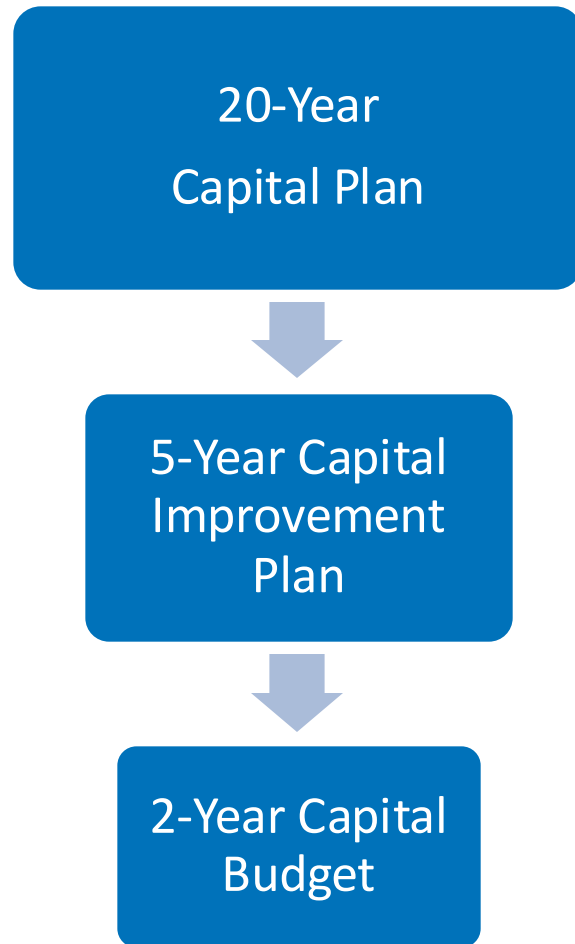 20-Year
Capital Plan
5-Year Capital
Improvement
Plan
2-Year Capital
Budget